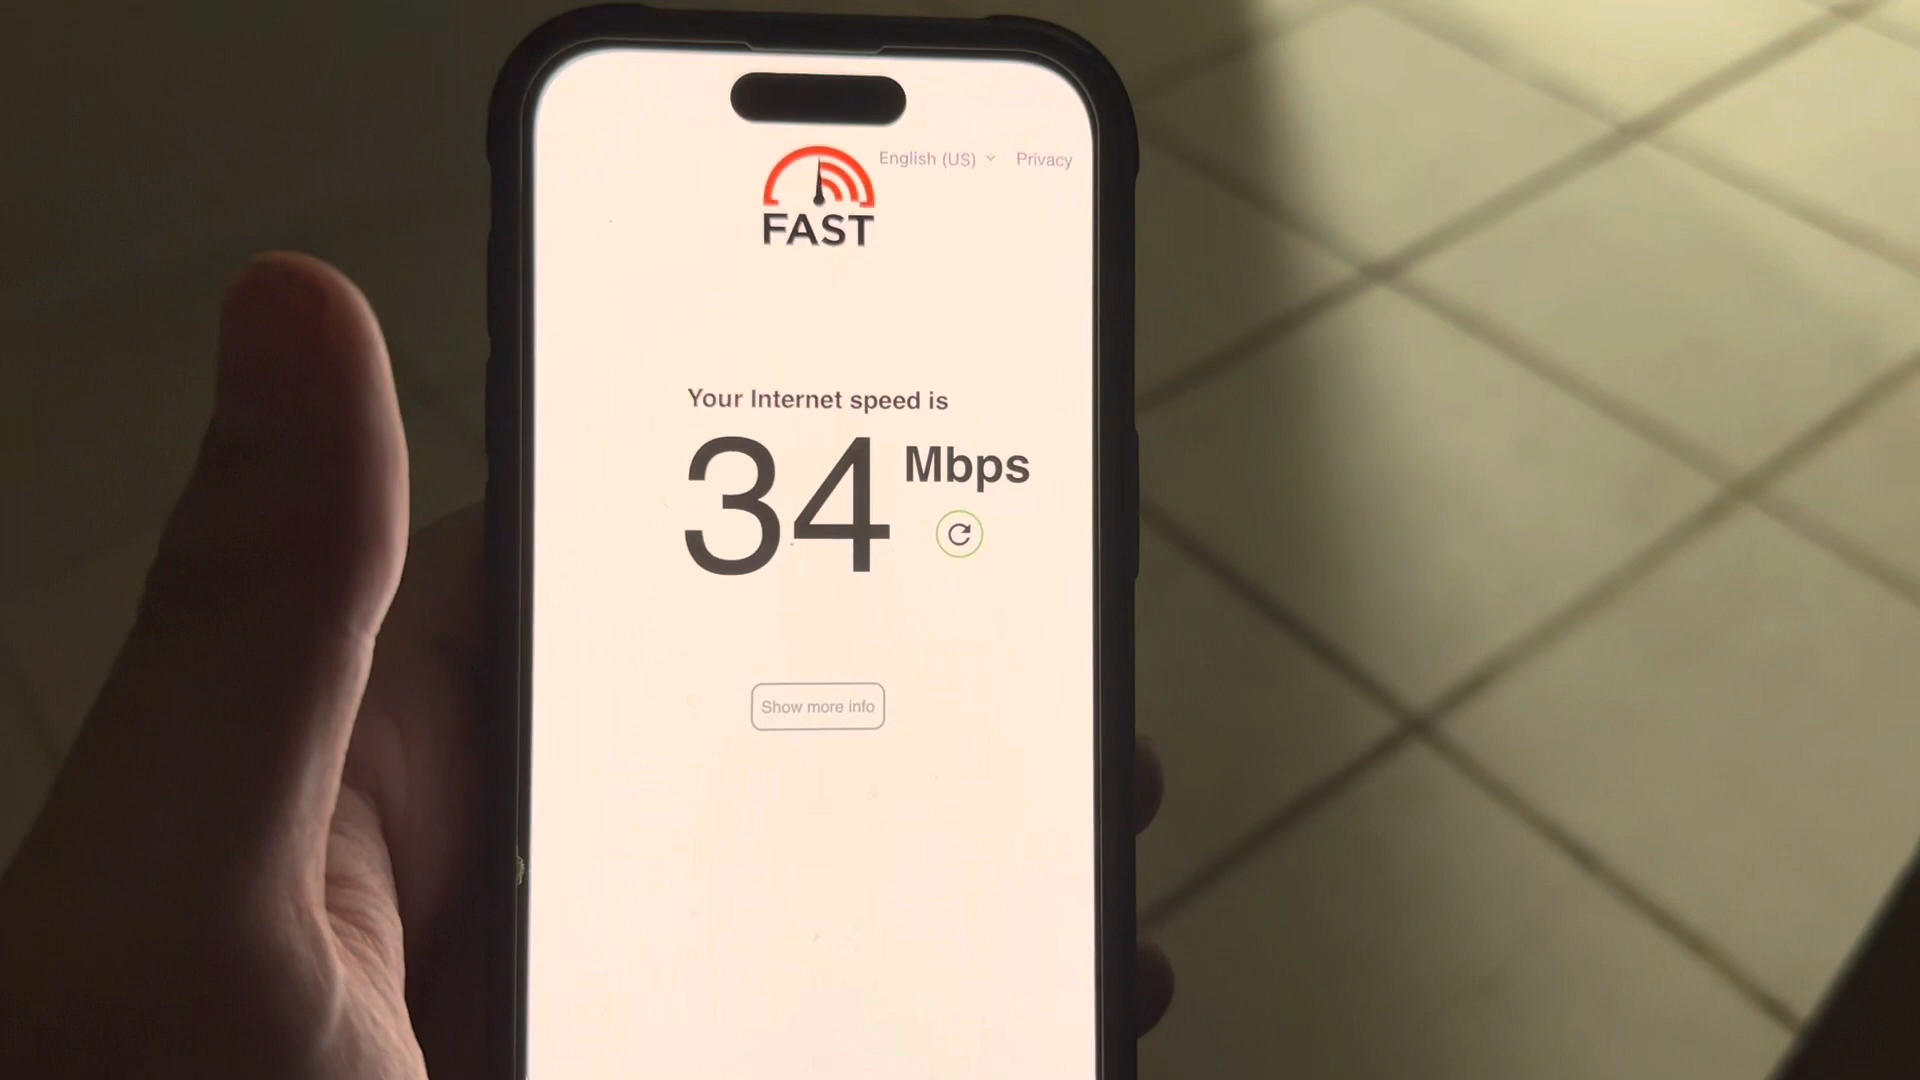 English (US) Privacy
FAST
Your Internet speed is
34 Mbps
Show more info